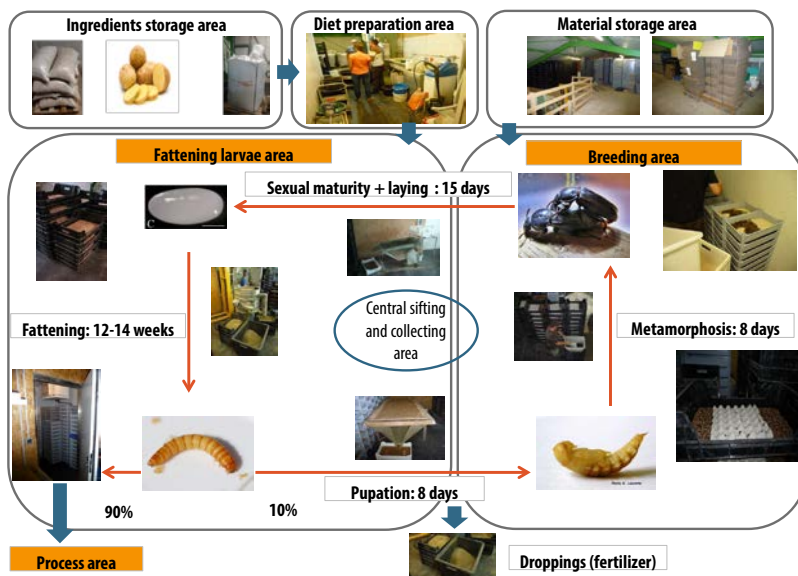 Ingredients storage area
Diet preparation area
Material storage area
Fattening larvae area
Breeding area
Sexual maturity + laying : 15 days
C
Central sifting
and collecting
area
Fattening: 12-14 weeks
Metamorphosis: 8 days
Pupation: 8 days
90%
10%
Process area
Droppings (fertilizer)